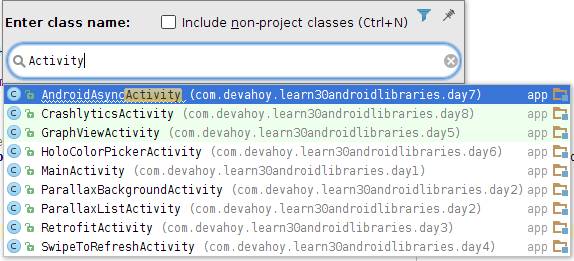 Enter class name: Include non-project classes (Ctrl+N)
Activity
AndroidAsyncActivity (com.devahoy.learn30androidlibraries.day7) app
CrashlyticsActivity (com.devahoy.learn30androidlibraries.day8) app
GraphViewActivity (com.devahoy.learn30androidlibraries.day5) app
HoloColorPickerActivity (com.devahoy.learn30androidlibraries.day6) app
MainActivity (com.devahoy.learn30androidlibraries.day1) app
ParallaxBackgroundActivity (com.devahoy.learn30androidlibraries.day2) app
ParallaxListActivity (com.devahoy.learn30androidlibraries.day2) app
RetrofitActivity (com.devahoy.learn30androidlibraries.day3) app
SwipeToRefreshActivity (com.devahoy.learn30androidlibraries.day4) app